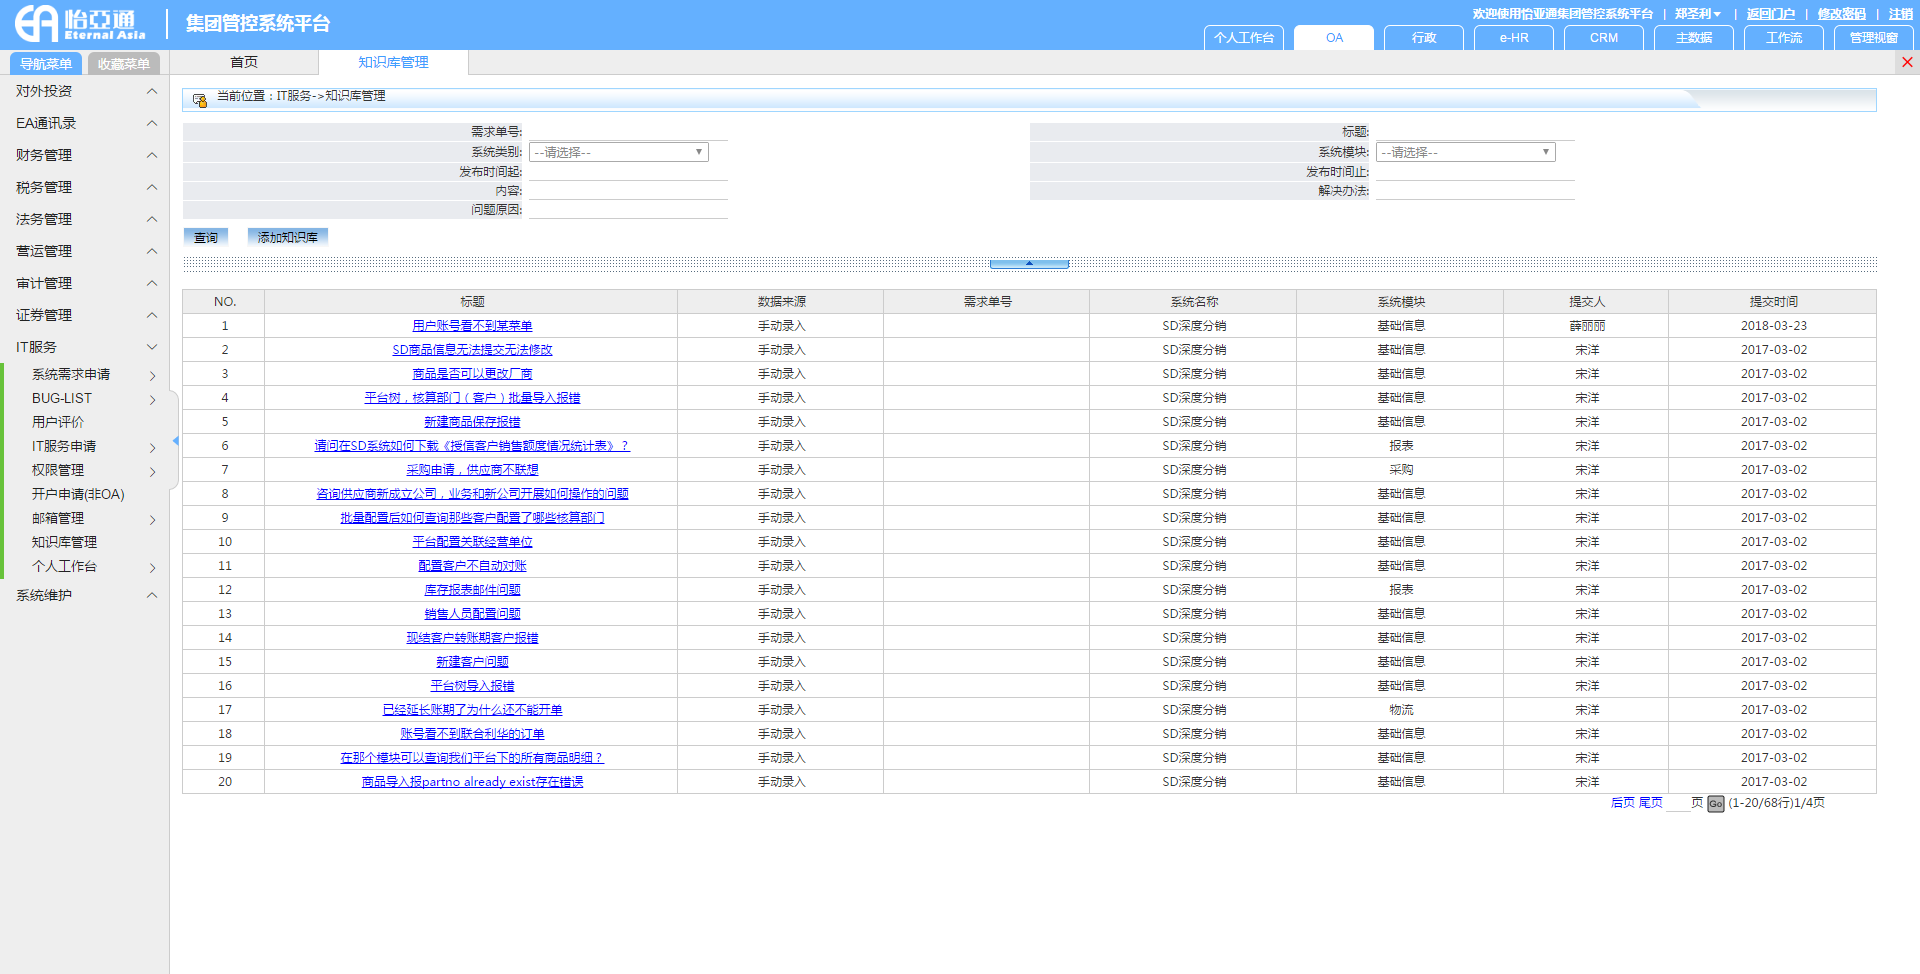 怡亞通 Eternal Asia 集团管控系统平台
欢迎使用怡亚通集团管控系统平台 | 郑圣利 | 返回门户 | 修改密码 | 注销
个人工作台 OA 行政 e-HR CRM 主数据 工作流 管理视窗
导航菜单 收藏菜单 首页 知识库管理
对外投资
EA通讯录
财务管理
税务管理
法务管理
营运管理
审计管理
证券管理
IT服务
系统需求申请
BUG-LIST
用户评价
IT服务申请
权限管理
开户申请(非OA)
邮箱管理
知识库管理
个人工作台
系统维护
当前位置：IT服务->知识库管理
需求单号: 标题:
系统类别: --请选择-- 系统模块: --请选择--
发布时间起: 发布时间止:
内容: 解决办法:
问题原因:
查询 添加知识库
NO. 标题 数据来源 需求单号 系统名称 系统模块 提交人 提交时间
1 用户账号看不到某菜单 手动录入 SD深度分销 基础信息 薛丽丽 2018-03-23
2 SD商品信息无法提交无法修改 手动录入 SD深度分销 基础信息 宋洋 2017-03-02
3 商品是否可以更改厂商 手动录入 SD深度分销 基础信息 宋洋 2017-03-02
4 平台树，核算部门（客户）批量导入报错 手动录入 SD深度分销 基础信息 宋洋 2017-03-02
5 新建商品保存报错 手动录入 SD深度分销 基础信息 宋洋 2017-03-02
6 请问在SD系统如何下载《授信客户销售额度情况统计表》？ 手动录入 SD深度分销 报表 宋洋 2017-03-02
7 采购申请，供应商不联想 手动录入 SD深度分销 采购 宋洋 2017-03-02
8 咨询供应商新成立公司，业务和新公司开展如何操作的问题 手动录入 SD深度分销 基础信息 宋洋 2017-03-02
9 批量配置后如何查询那些客户配置了哪些核算部门 手动录入 SD深度分销 基础信息 宋洋 2017-03-02
10 平台配置关联经营单位 手动录入 SD深度分销 基础信息 宋洋 2017-03-02
11 配置客户不自动对账 手动录入 SD深度分销 基础信息 宋洋 2017-03-02
12 库存报表邮件问题 手动录入 SD深度分销 报表 宋洋 2017-03-02
13 销售人员配置问题 手动录入 SD深度分销 基础信息 宋洋 2017-03-02
14 现结客户转账期客户报错 手动录入 SD深度分销 基础信息 宋洋 2017-03-02
15 新建客户问题 手动录入 SD深度分销 基础信息 宋洋 2017-03-02
16 平台树导入报错 手动录入 SD深度分销 基础信息 宋洋 2017-03-02
17 已经延长账期了为什么还不能开单 手动录入 SD深度分销 物流 宋洋 2017-03-02
18 账号看不到联合利华的订单 手动录入 SD深度分销 基础信息 宋洋 2017-03-02
19 在那个模块可以查询我们平台下的所有商品明细？ 手动录入 SD深度分销 基础信息 宋洋 2017-03-02
20 商品导入报partno already exist存在错误 手动录入 SD深度分销 基础信息 宋洋 2017-03-02
后页 尾页 页 Go (1-20/68行)1/4页